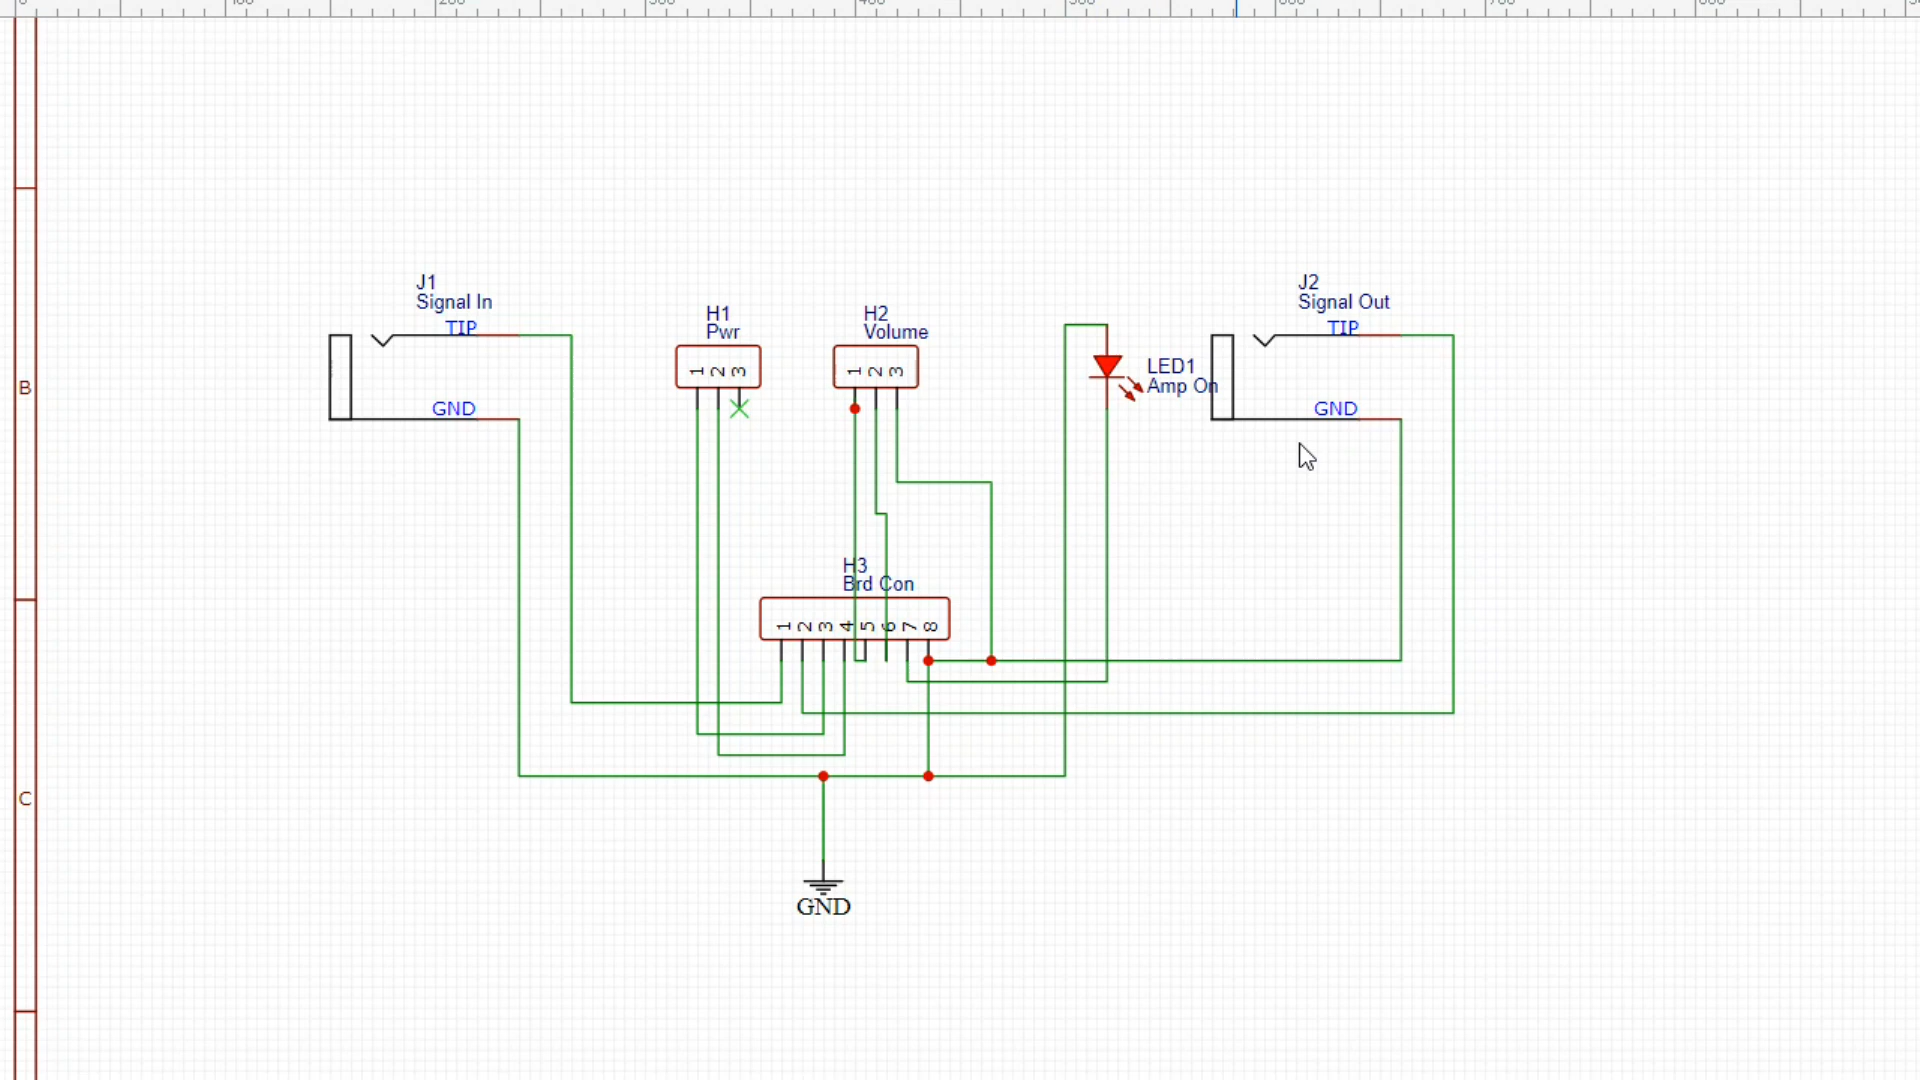 J1
Signal In
TIP
GND
H1
Pwr
1 2 3
H2
Volume
1 2 3
LED1
Amp On
J2
Signal Out
TIP
GND
B
H3
Brd Con
1 2 3 4 5 6 7 8
C
GND